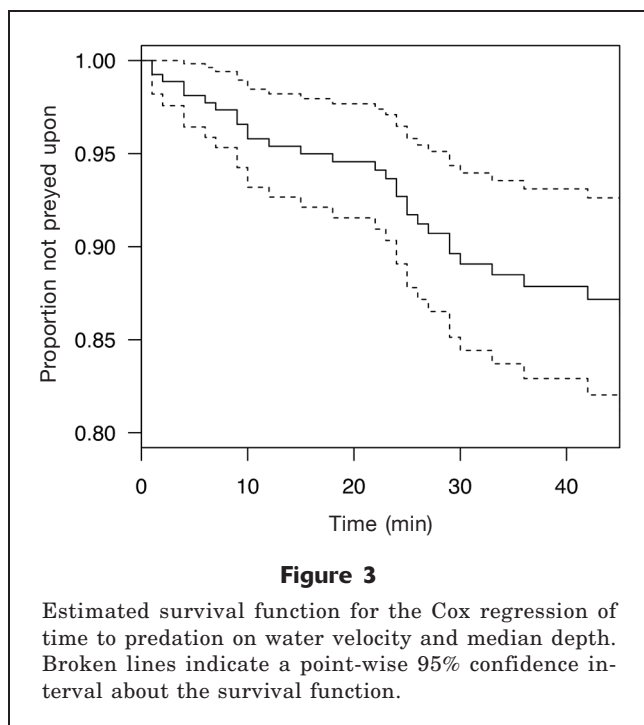 1.00
0.95
0.90
0.85
0.80
Proportion not preyed upon
0 10 20 30 40
Time (min)
Figure 3
Estimated survival function for the Cox regression of
time to predation on water velocity and median depth.
Broken lines indicate a point-wise 95% confidence in-
terval about the survival function.